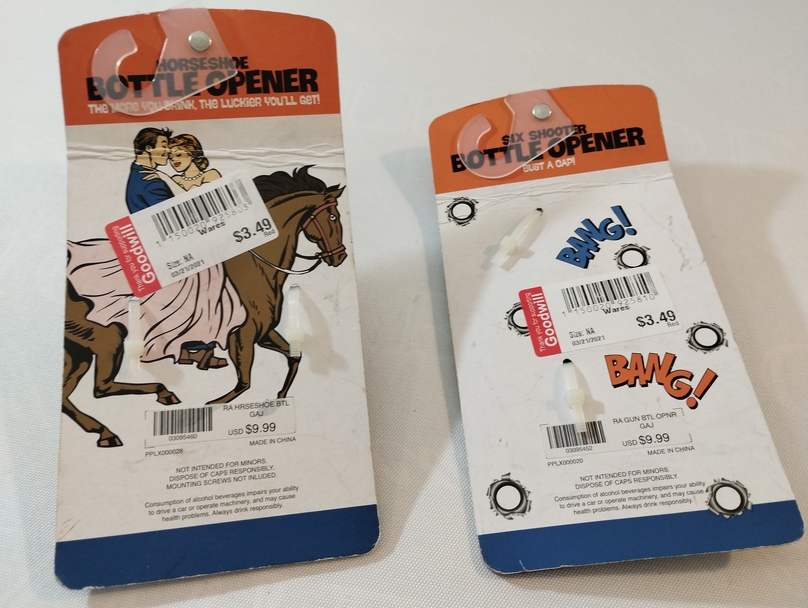 HORSESHOE
BOTTLE OPENER
THE MORE YOU DRINK, THE LUCKIER YOU'LL GET!
Goodwill
Thank you for supporting
Wares
$3.49
Red
Size: NA
03/21/2021
RA HRSESHOE BTL
GAJ
03095460
USD $9.99
PPLX000028
MADE IN CHINA
NOT INTENDED FOR MINORS.
DISPOSE OF CAPS RESPONSIBLY.
MOUNTING SCREWS NOT INLUDED.
Consumption of alcohol beverages impairs your ability
to drive a car or operate machinery, and may cause
health problems. Always drink responsibly.
SIX SHOOTER
BOTTLE OPENER
BUST A CAP!
BANG!
Goodwill
Thank you for supporting
Wares
$3.49
Red
Size: NA
03/21/2021
BANG!
RA GUN BTL OPNR
GAJ
03095452
USD $9.99
PPLX000020
MADE IN CHINA
NOT INTENDED FOR MINORS.
DISPOSE OF CAPS RESPONSIBLY.
Consumption of alcohol beverages impairs your ability
to drive a car or operate machinery, and may cause
health problems. Always drink responsibly.